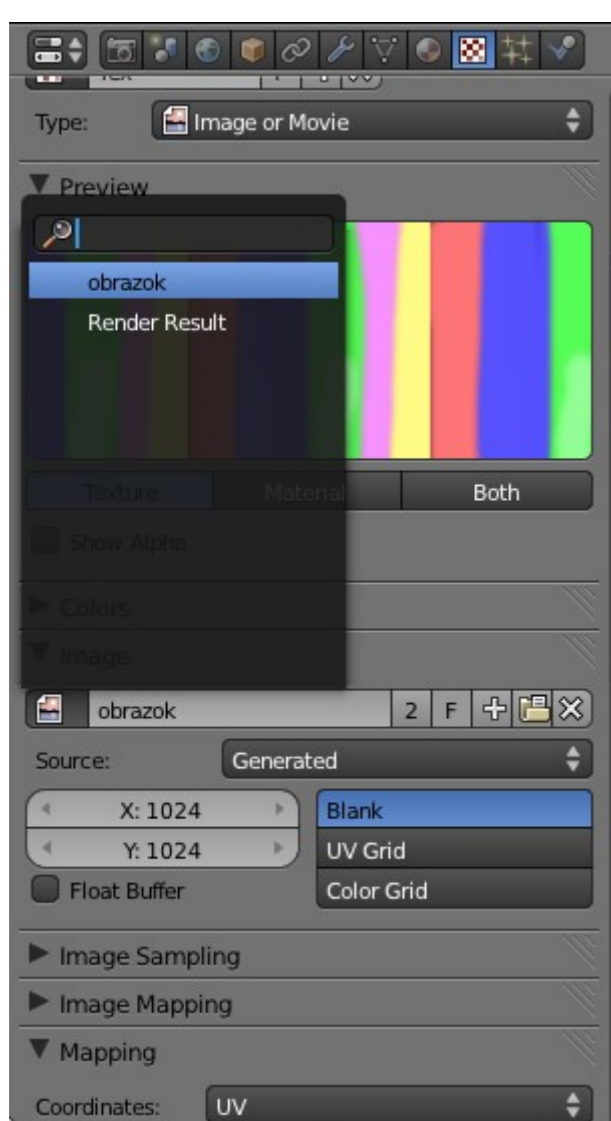 Tex F
Type: Image or Movie
Preview
obrazok
Render Result
Texture Material Both
Show Alpha
Colors
Image
obrazok 2 F
Source: Generated
X: 1024 Blank
Y: 1024 UV Grid
Float Buffer Color Grid
Image Sampling
Image Mapping
Mapping
Coordinates: UV